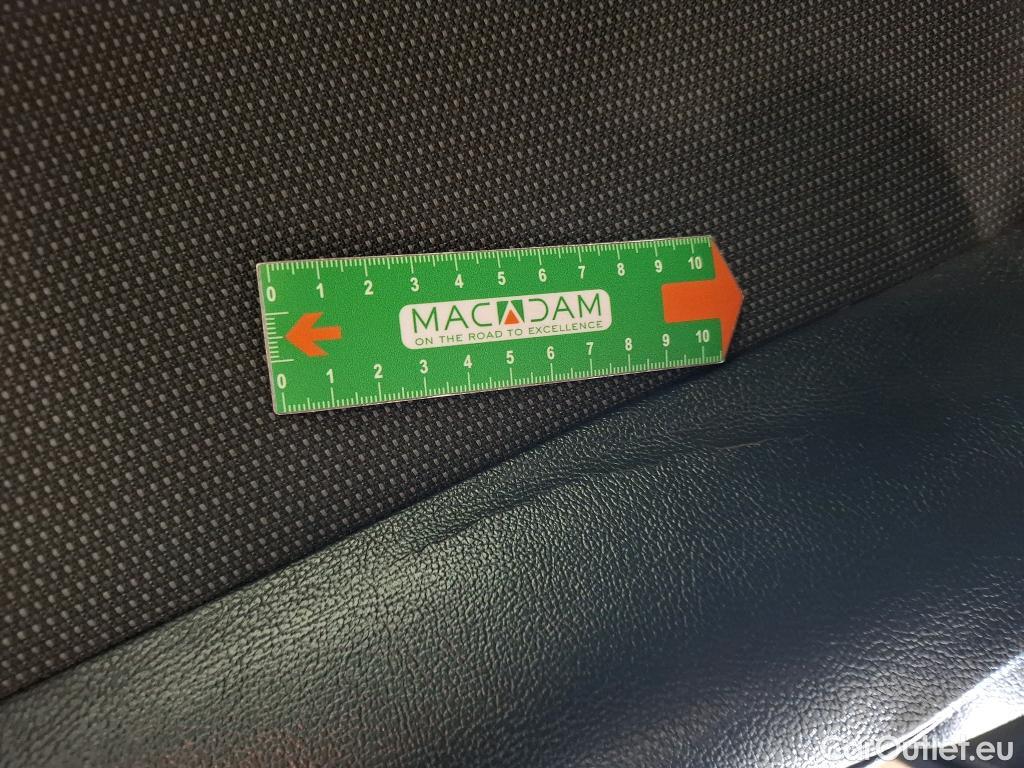 0 1 2 3 4 5 6 7 8 9 10
MACADAM
ON THE ROAD TO EXCELLENCE
0 1 2 3 4 5 6 7 8 9 10
CarOutlet.eu